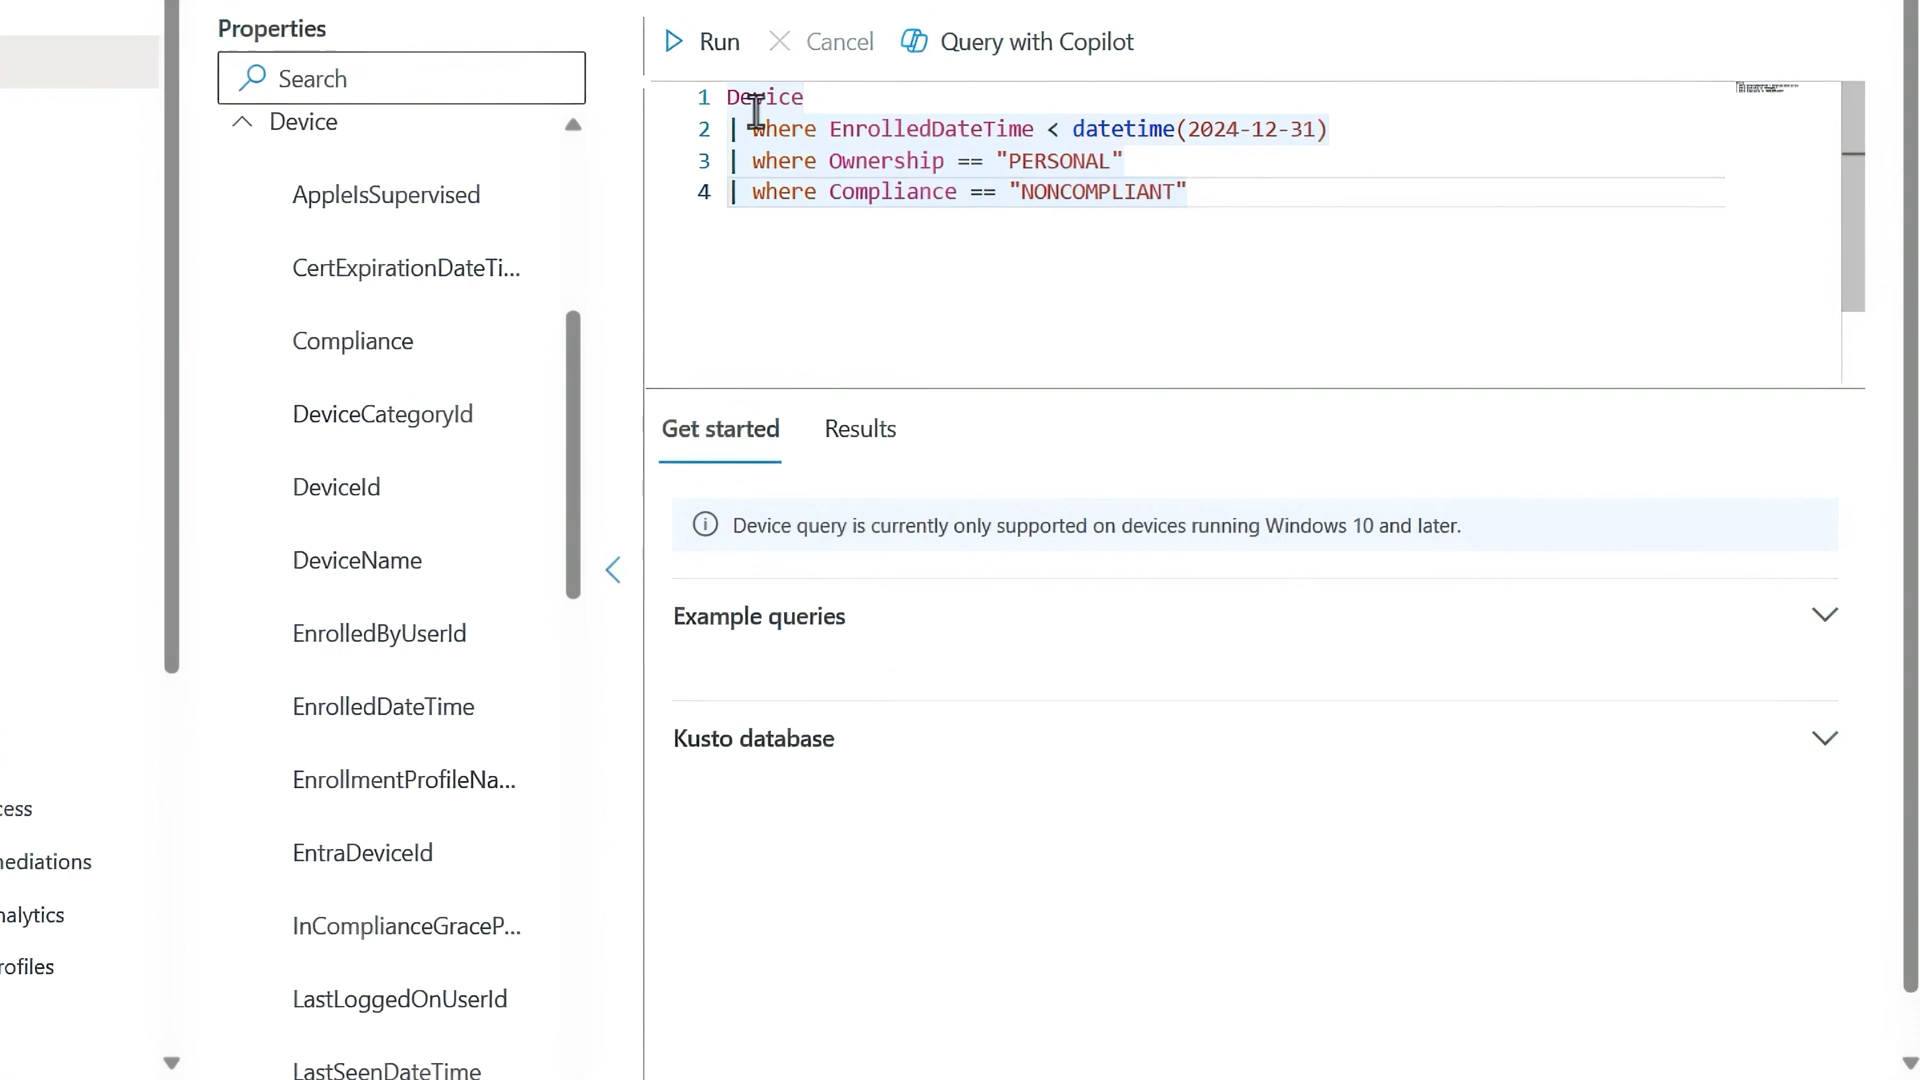 Properties
Search
Device
AppleIsSupervised
CertExpirationDateTi...
Compliance
DeviceCategoryId
DeviceId
DeviceName
EnrolledByUserId
EnrolledDateTime
EnrollmentProfileNa...
EntraDeviceId
InComplianceGraceP...
LastLoggedOnUserId
LastSeenDateTime
cess
nediations
nalytics
rofiles
Run Cancel Query with Copilot
1 Device
2 | where EnrolledDateTime < datetime(2024-12-31)
3 | where Ownership == "PERSONAL"
4 | where Compliance == "NONCOMPLIANT"
Get started Results
Device query is currently only supported on devices running Windows 10 and later.
Example queries
Kusto database